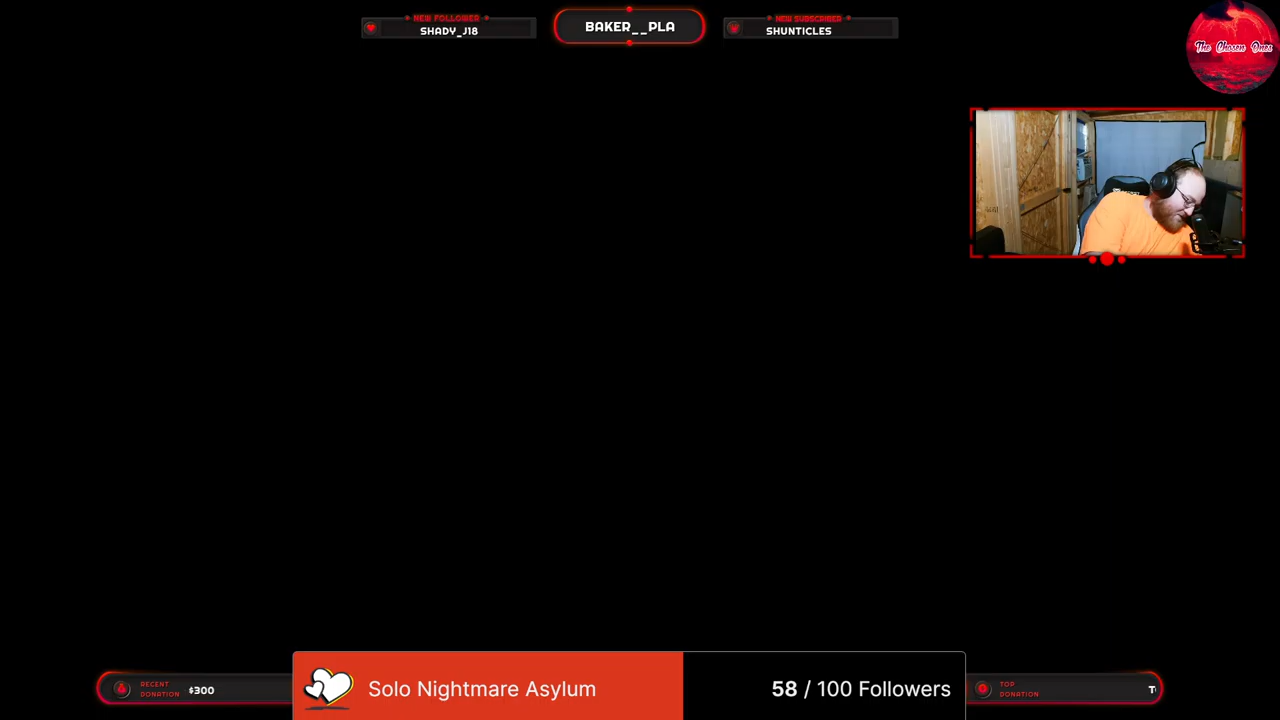 NEW FOLLOWER
SHADY_J18
BAKER__PLA
NEW SUBSCRIBER
SHUNTICLES
The Chosen Ones
RECENT DONATION
$300
Solo Nightmare Asylum
58 / 100 Followers
TOP DONATION